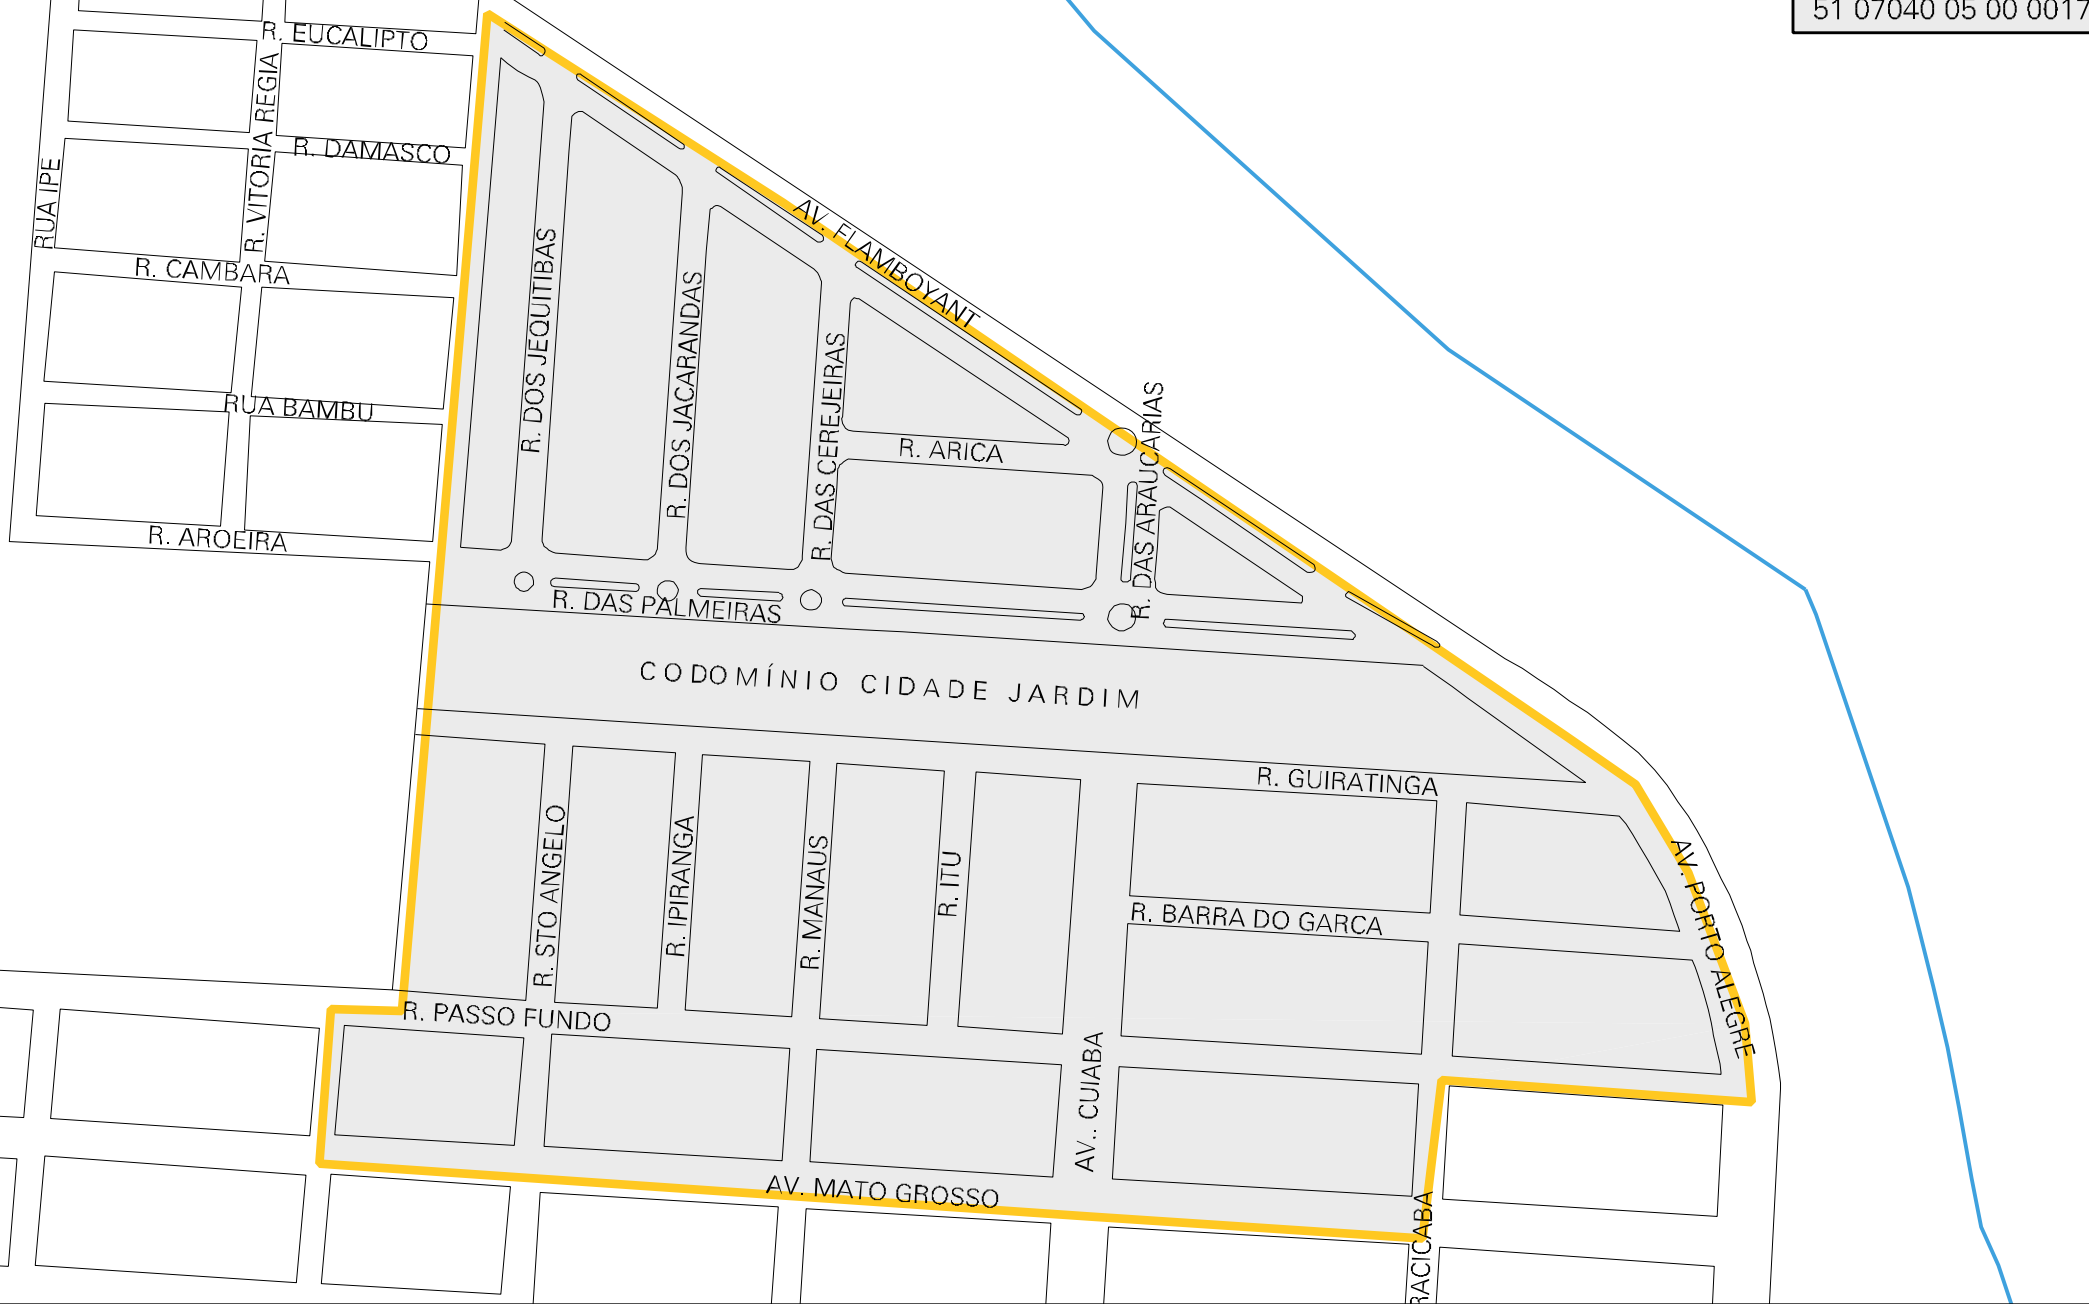 51 07040 05 00 0017
R. EUCALIPTO
R. VITORIA REGIA
R. DAMASCO
RUA IPE
R. CAMBARA
RUA BAMBU
R. AROEIRA
AV. FLAMBOYANT
R. DOS JEQUITIBAS
R. DOS JACARANDAS
R. DAS CEREJEIRAS
R. ARICA
R. DAS ARAUCARIAS
R. DAS PALMEIRAS
CODOMÍNIO CIDADE JARDIM
R. GUIRATINGA
R. STO ANGELO
R. IPIRANGA
R. MANAUS
R. ITU
R. BARRA DO GARCA
AV. PORTO ALEGRE
R. PASSO FUNDO
AV.. CUIABA
AV. MATO GROSSO
RACICABA